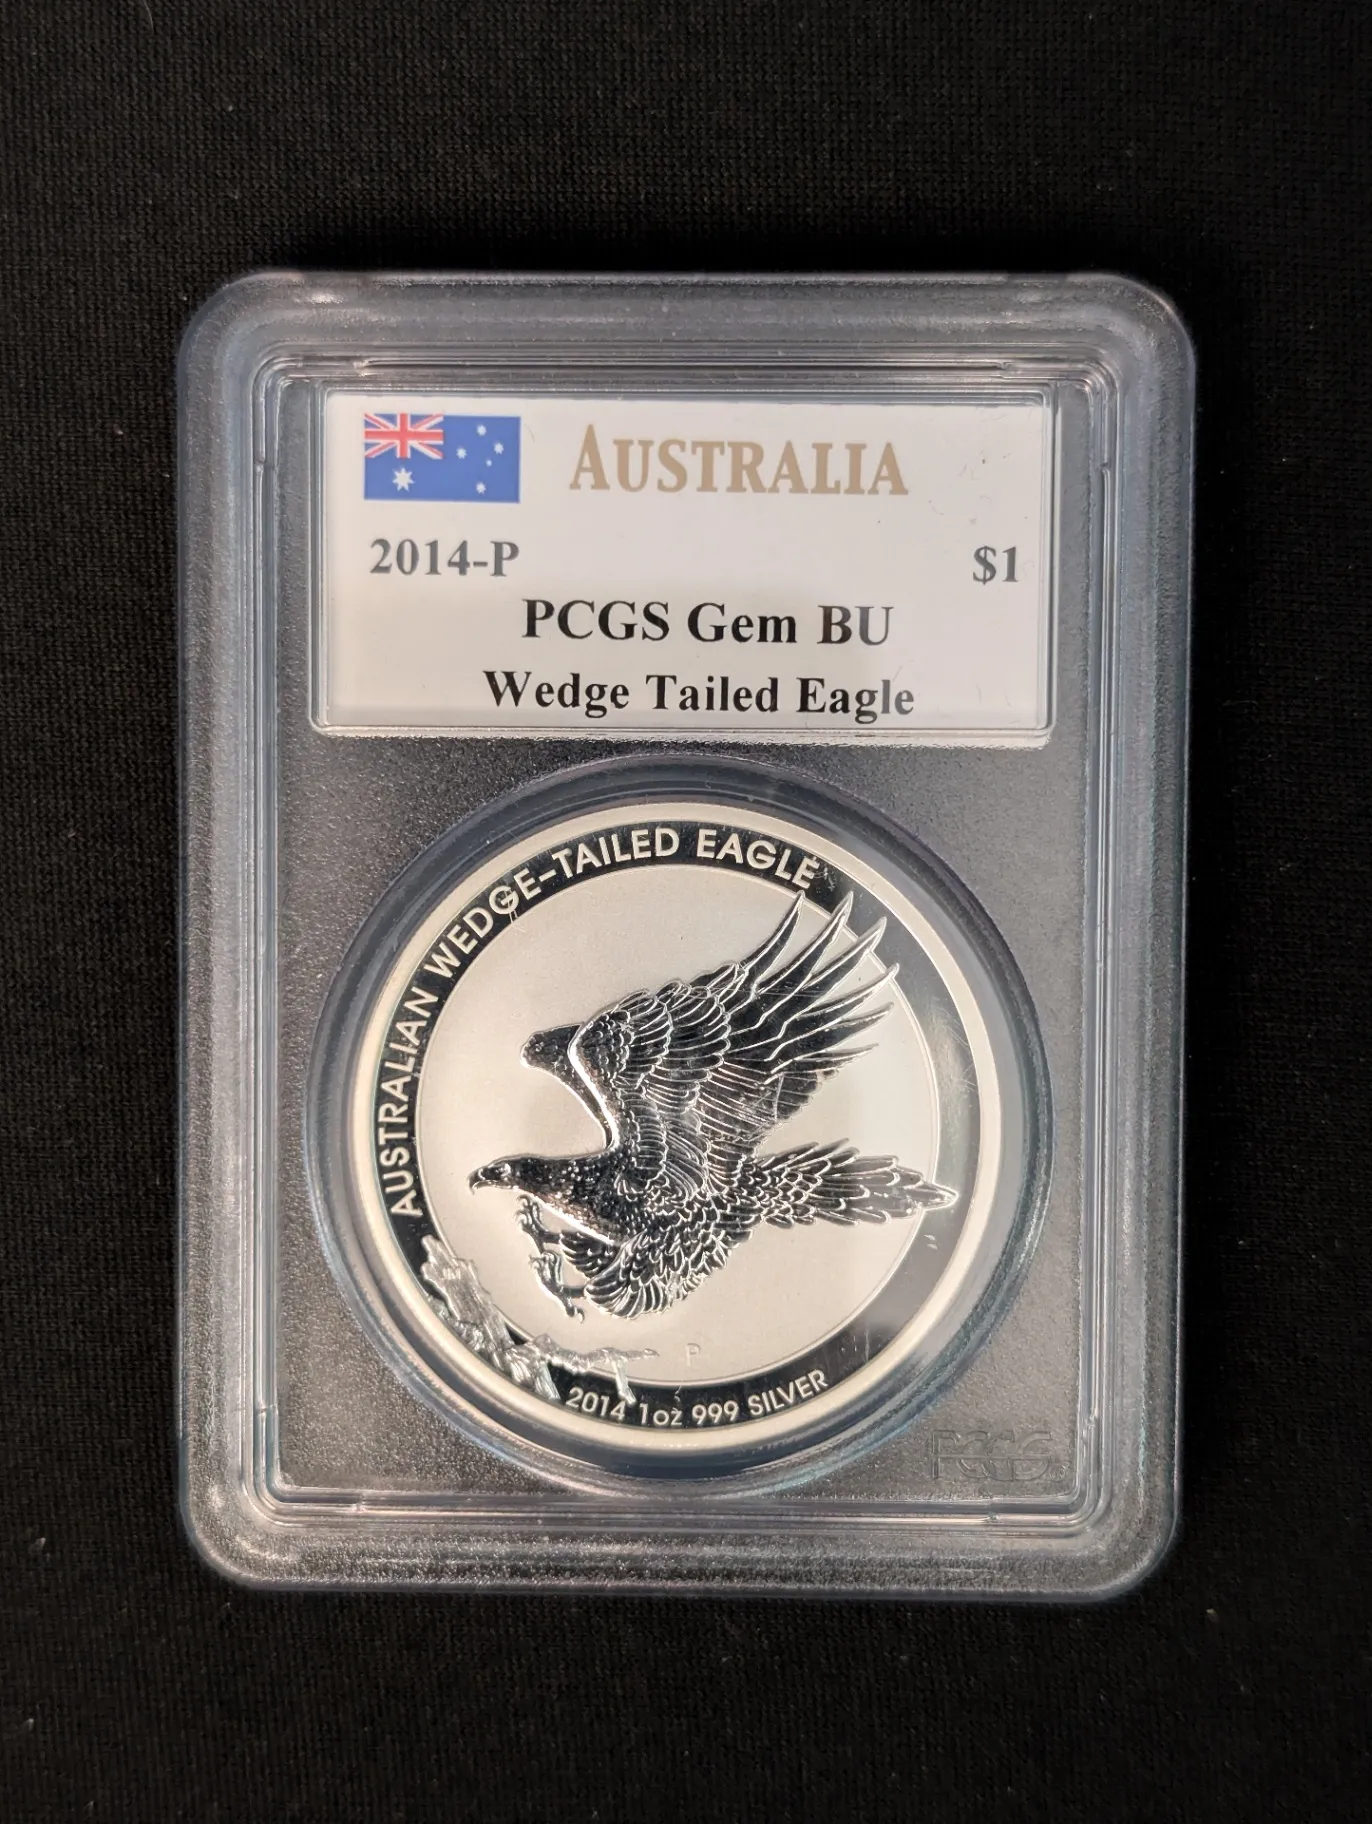 AUSTRALIA
2014-P $1
PCGS Gem BU
Wedge Tailed Eagle
AUSTRALIAN WEDGE-TAILED EAGLE
P
2014 1oz 999 SILVER
PCGS